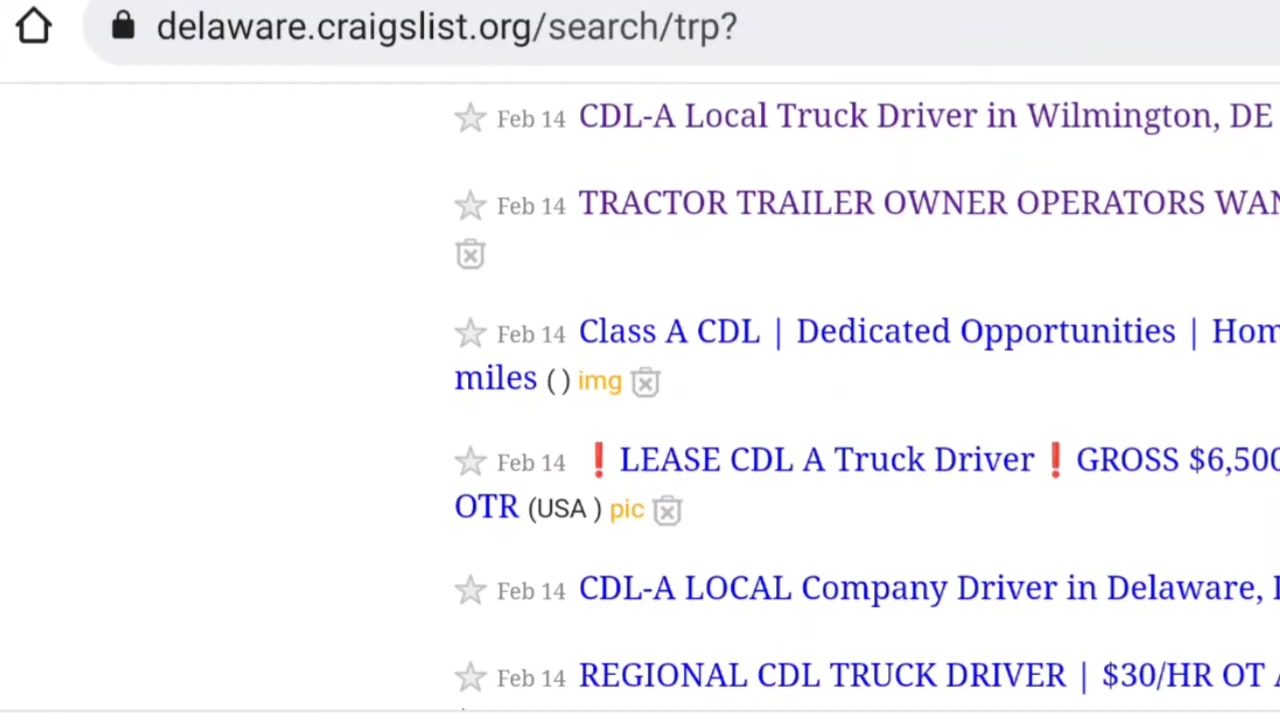 delaware.craigslist.org/search/trp?
Feb 14 CDL-A Local Truck Driver in Wilmington, DE
Feb 14 TRACTOR TRAILER OWNER OPERATORS
Feb 14 Class A CDL | Dedicated Opportunities |
miles ( ) img
Feb 14 ❗LEASE CDL A Truck Driver❗GROSS $6,500
OTR (USA ) pic
Feb 14 CDL-A LOCAL Company Driver in Delaware,
Feb 14 REGIONAL CDL TRUCK DRIVER | $30/HR OT